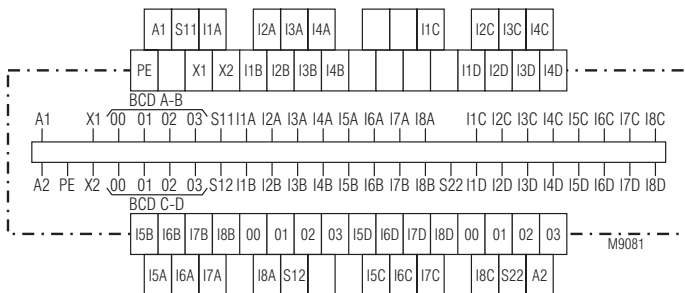 A1 S11 I1A I2A I3A I4A I1C I2C I3C I4C
PE X1 X2 I1B I2B I3B I4B I1D I2D I3D I4D
BCD A-B
A1 X1 00 01 02 03 S11 I1A I2A I3A I4A I5A I6A I7A I8A I1C I2C I3C I4C I5C I6C I7C I8C
A2 PE X2 00 01 02 03 S12 I1B I2B I3B I4B I5B I6B I7B I8B S22 I1D I2D I3D I4D I5D I6D I7D I8D
BCD C-D
I5B I6B I7B I8B 00 01 02 03 I5D I6D I7D I8D 00 01 02 03
M9081
I5A I6A I7A I8A S12 I5C I6C I7C I8C S22 A2